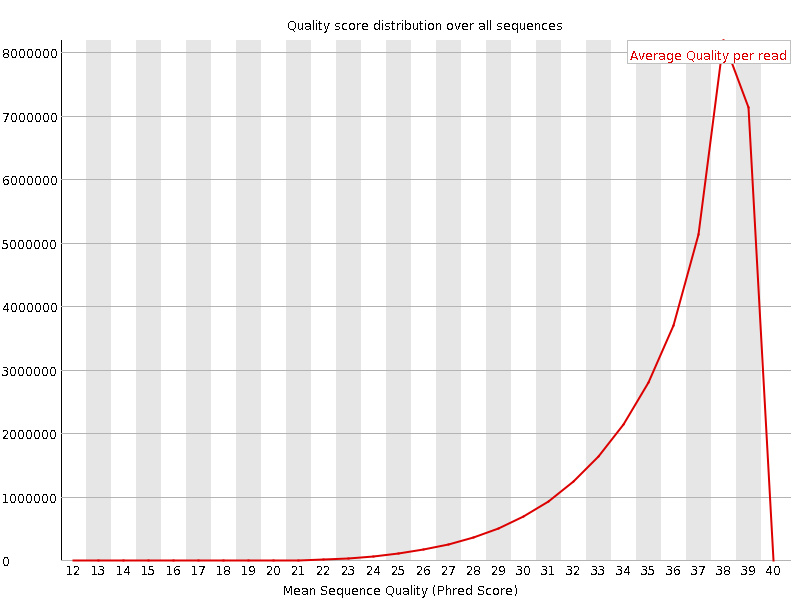 Quality score distribution over all sequences
Average Quality per read
8000000
7000000
6000000
5000000
4000000
3000000
2000000
1000000
0
12 13 14 15 16 17 18 19 20 21 22 23 24 25 26 27 28 29 30 31 32 33 34 35 36 37 38 39 40
Mean Sequence Quality (Phred Score)